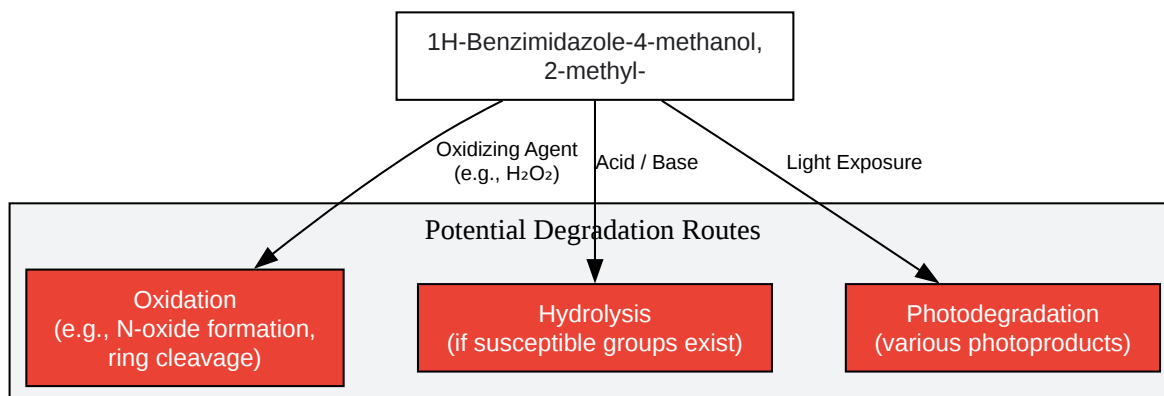 1H-Benzimidazole-4-methanol,
2-methyl-
Oxidizing Agent
(e.g., H₂O₂)
Acid / Base
Light Exposure
Potential Degradation Routes
Oxidation
(e.g., N-oxide formation,
ring cleavage)
Hydrolysis
(if susceptible groups exist)
Photodegradation
(various photoproducts)